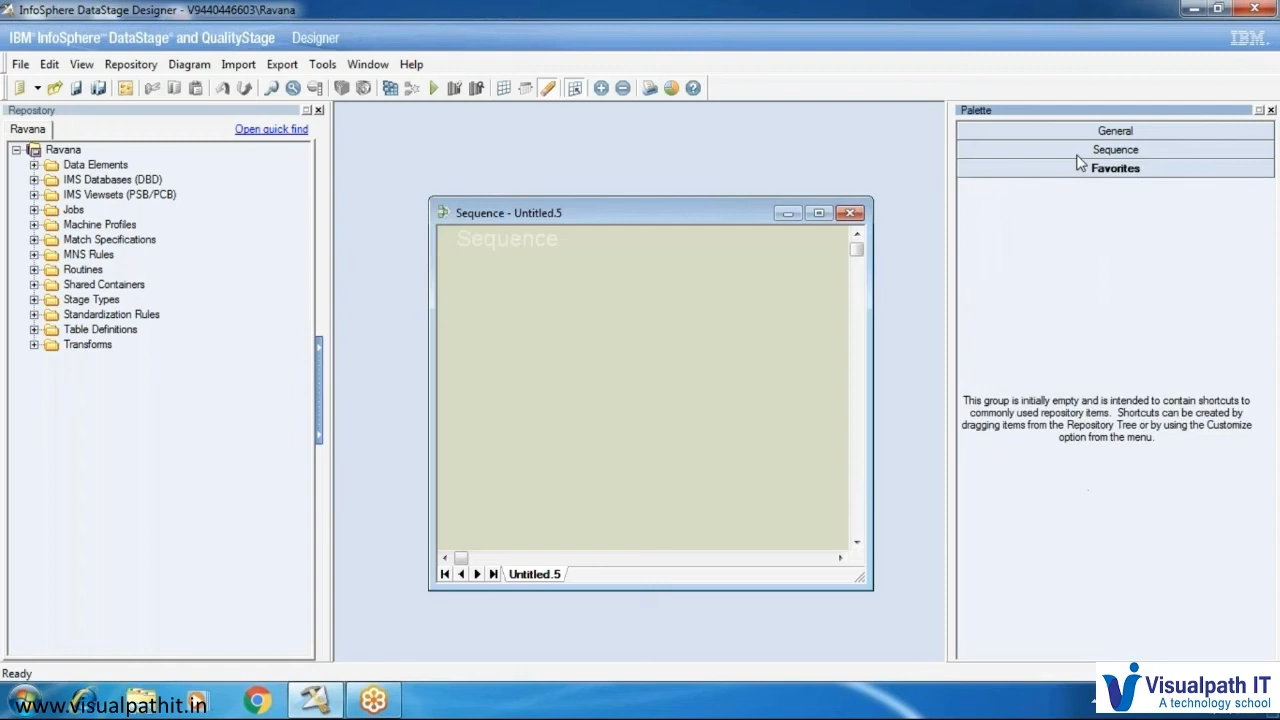 InfoSphere DataStage Designer - V9440446603\Ravana
IBM InfoSphere DataStage and QualityStage Designer
IBM
File Edit View Repository Diagram Import Export Tools Window Help
Repository
Ravana
Open quick find
Ravana
Data Elements
IMS Databases (DBD)
IMS Viewsets (PSB/PCB)
Jobs
Machine Profiles
Match Specifications
MNS Rules
Routines
Shared Containers
Stage Types
Standardization Rules
Table Definitions
Transforms
Sequence - Untitled.5
Sequence
Untitled.5
Palette
General
Sequence
Favorites
This group is initially empty and is intended to contain shortcuts to
commonly used repository items. Shortcuts can be created by
dragging items from the Repository Tree or by using the Customize
option from the menu.
Ready
www.visualpathit.in
Visualpath IT
A technology school